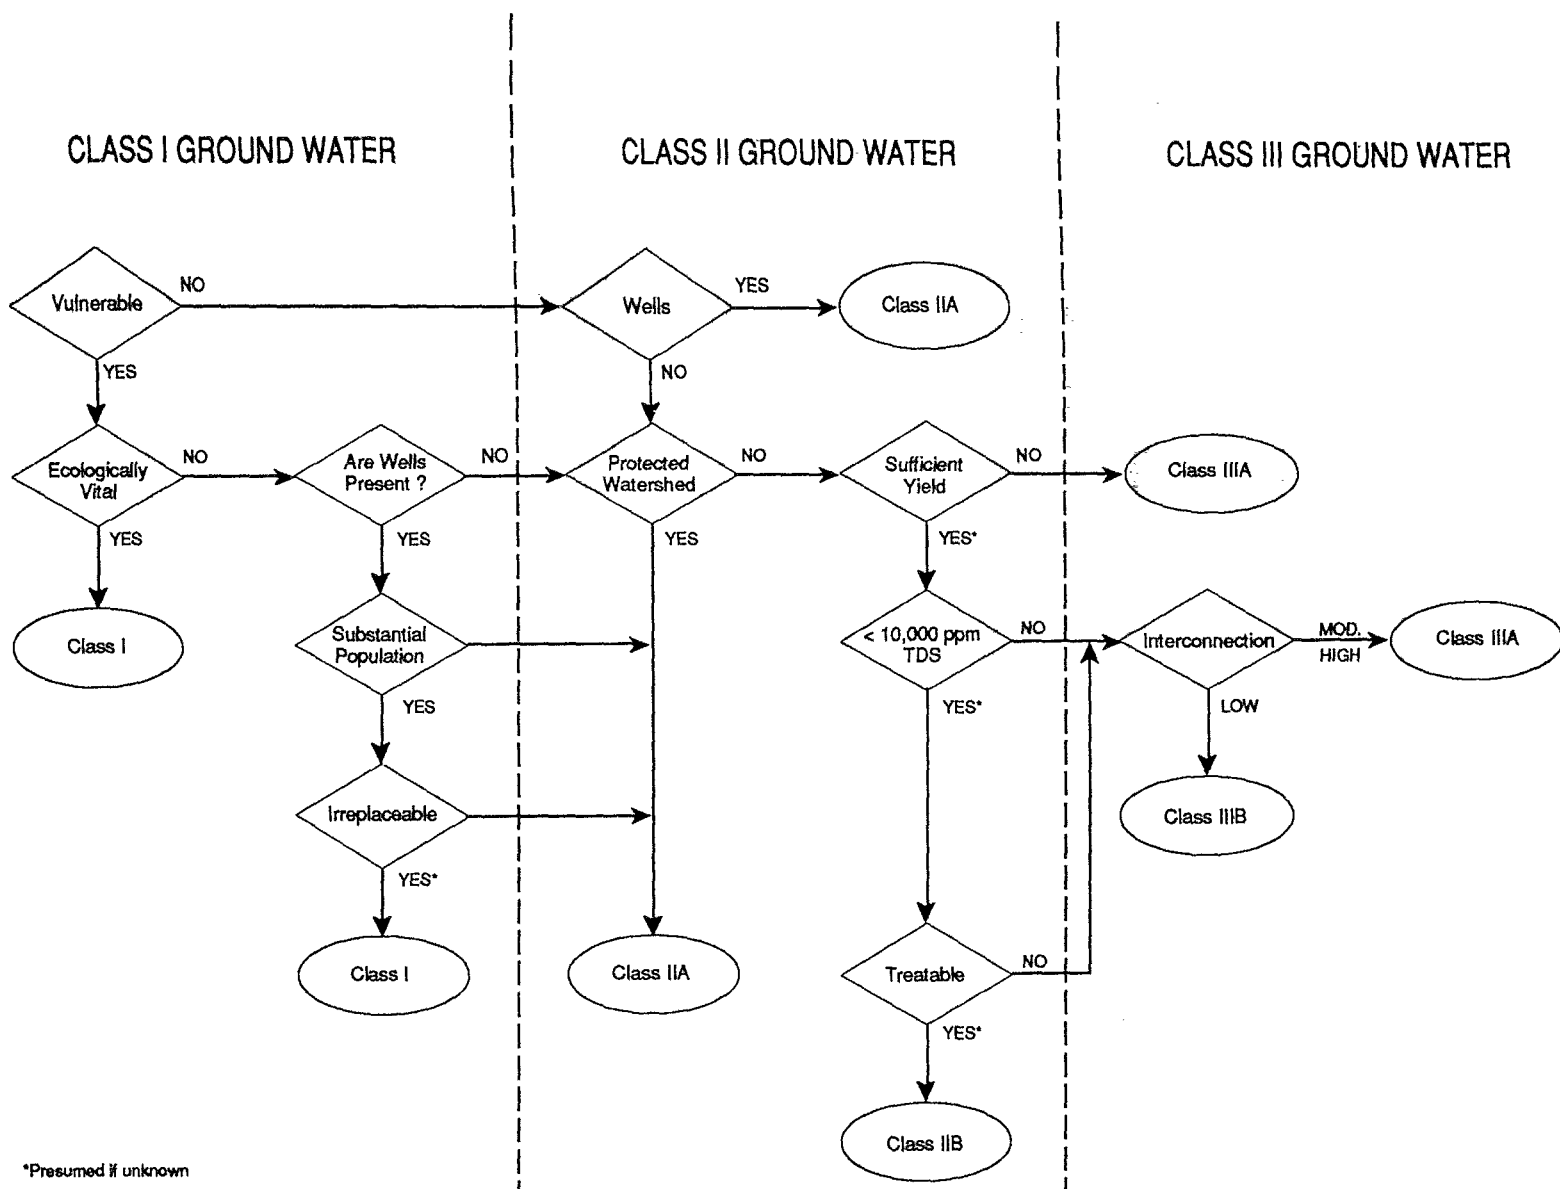 CLASS I GROUND WATER
CLASS II GROUND WATER
CLASS III GROUND WATER
Vulnerable
NO
Wells
YES
Class IIA
YES
NO
Ecologically
Vital
NO
Are Wells
Present ?
NO
Protected
Watershed
NO
Sufficient
Yield
NO
Class IIIA
YES
YES
YES
YES*
Class I
Substantial
Population
< 10,000 ppm
TDS
NO
Interconnection
MOD.
HIGH
Class IIIA
YES
YES*
LOW
Irreplaceable
Class IIIB
YES*
Class I
Class IIA
Treatable
NO
YES*
Class IIB
*Presumed if unknown